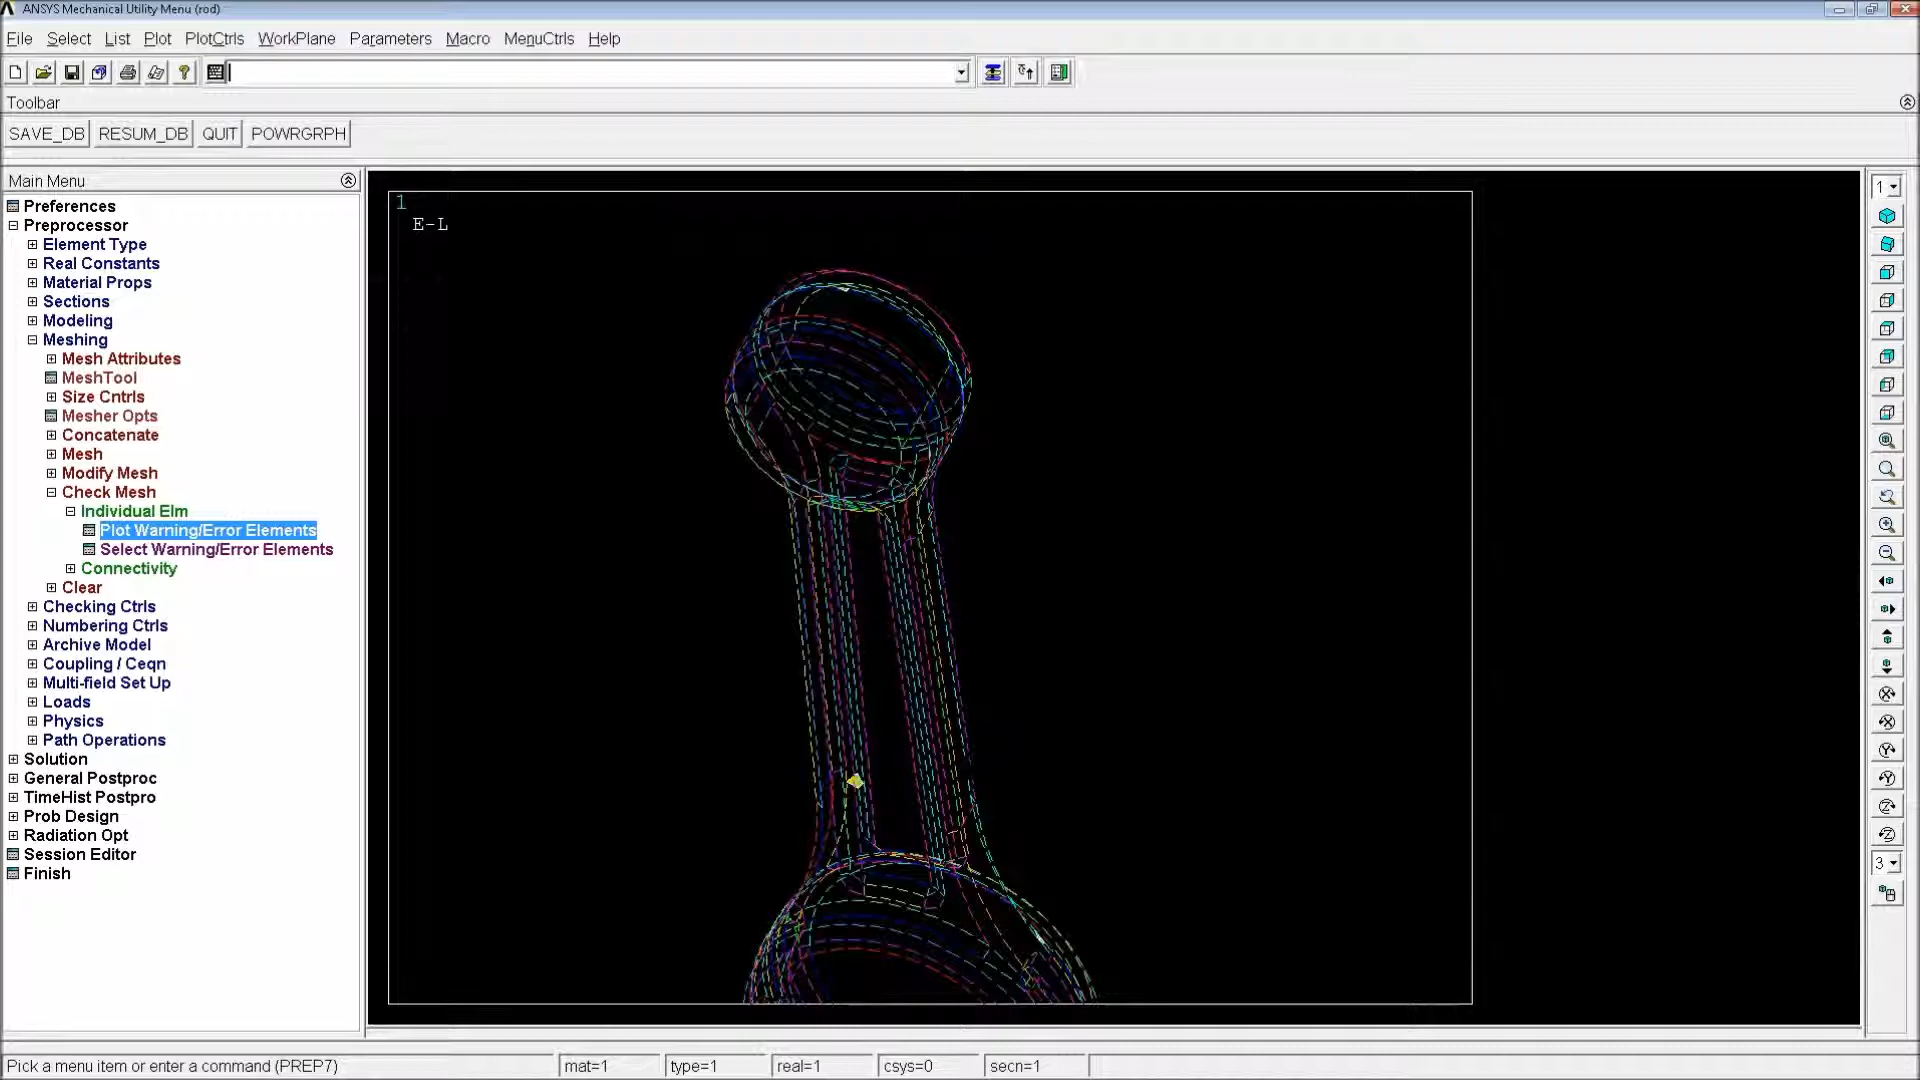 ANSYS Mechanical Utility Menu (rod)
File Select List Plot PlotCtrls WorkPlane Parameters Macro MenuCtrls Help
Toolbar
SAVE_DB RESUM_DB QUIT POWRGRPH
Main Menu
Preferences
Preprocessor
Element Type
Real Constants
Material Props
Sections
Modeling
Meshing
Mesh Attributes
MeshTool
Size Cntrls
Mesher Opts
Concatenate
Mesh
Modify Mesh
Check Mesh
Individual Elm
Plot Warning/Error Elements
Select Warning/Error Elements
Connectivity
Clear
Checking Ctrls
Numbering Ctrls
Archive Model
Coupling / Ceqn
Multi-field Set Up
Loads
Physics
Path Operations
Solution
General Postproc
TimeHist Postpro
Prob Design
Radiation Opt
Session Editor
Finish
1
E-L
1
3
Pick a menu item or enter a command (PREP7)
mat=1 type=1 real=1 csys=0 secn=1